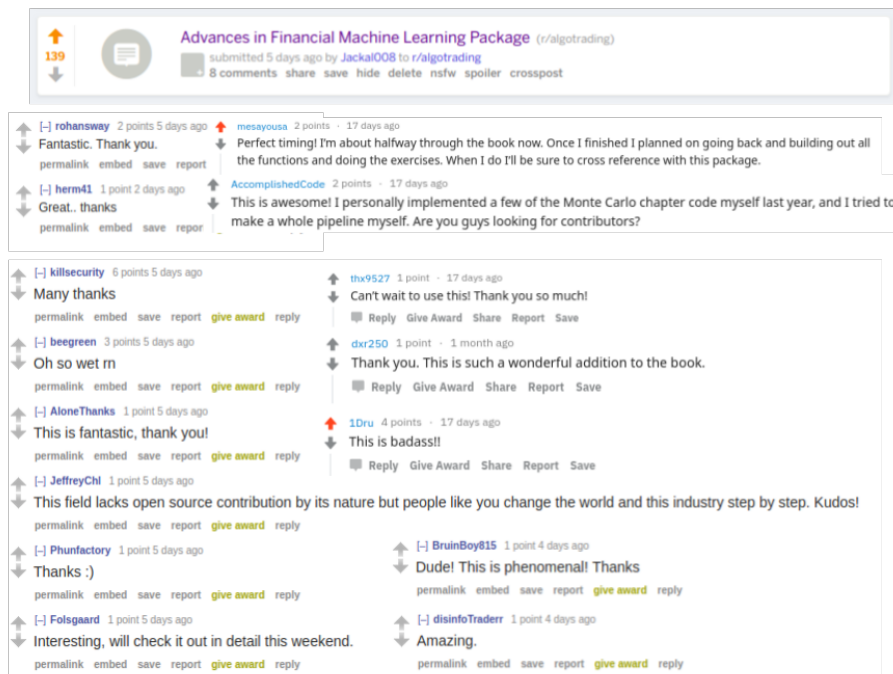 Advances in Financial Machine Learning Package (r/algotrading)
139
submitted 5 days ago by Jackal008 to r/algotrading
8 comments share save hide delete nsfw spoiler crosspost
[–] rohansway 2 points 5 days ago
Fantastic. Thank you.
permalink embed save report
[–] herm41 1 point 2 days ago
Great.. thanks
permalink embed save repor
mesayousa 2 points · 17 days ago
Perfect timing! I'm about halfway through the book now. Once I finished I planned on going back and building out all
the functions and doing the exercises. When I do I'll be sure to cross reference with this package.
AccomplishedCode 2 points · 17 days ago
This is awesome! I personally implemented a few of the Monte Carlo chapter code myself last year, and I tried to
make a whole pipeline myself. Are you guys looking for contributors?
[–] killsecurity 6 points 5 days ago
Many thanks
permalink embed save report give award reply
[–] beegreen 3 points 5 days ago
Oh so wet rn
permalink embed save report give award reply
[–] AloneThanks 1 point 5 days ago
This is fantastic, thank you!
permalink embed save report give award reply
thx9527 1 point · 17 days ago
Can't wait to use this! Thank you so much!
Reply Give Award Share Report Save
dxr250 1 point · 1 month ago
Thank you. This is such a wonderful addition to the book.
Reply Give Award Share Report Save
1Dru 4 points · 17 days ago
This is badass!!
Reply Give Award Share Report Save
[–] JeffreyChl 1 point 5 days ago
This field lacks open source contribution by its nature but people like you change the world and this industry step by step. Kudos!
permalink embed save report give award reply
[–] Phunfactory 1 point 5 days ago
Thanks :)
permalink embed save report give award reply
[–] Folsgaard 1 point 5 days ago
Interesting, will check it out in detail this weekend.
permalink embed save report give award reply
[–] BruinBoy815 1 point 4 days ago
Dude! This is phenomenal! Thanks
permalink embed save report give award reply
[–] disinfoTraderr 1 point 4 days ago
Amazing.
permalink embed save report give award reply